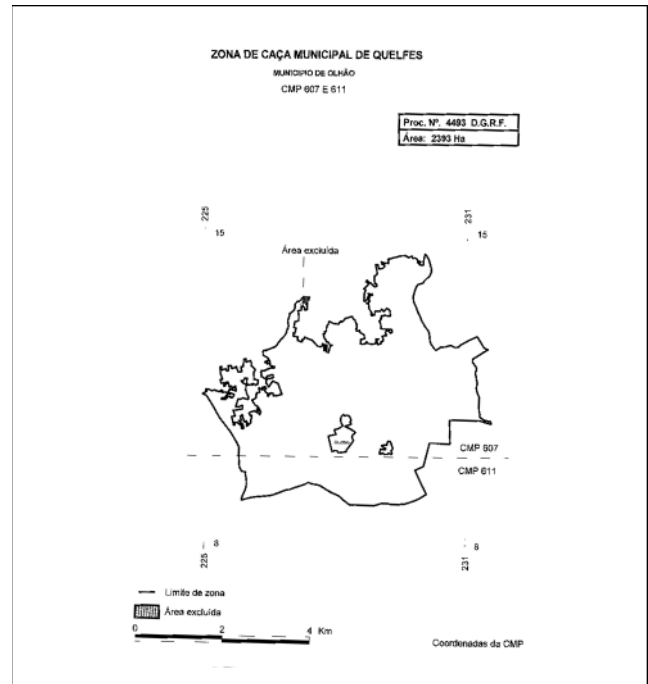 ZONA DE CAÇA MUNICIPAL DE QUELFES
MUNICIPIO DE OLHÃO
CMP 607 E 611
Proc. Nº. 4493 D.G.R.F.
Área: 2393 Ha
225
231
15
15
Área excluída
CMP 607
CMP 611
8
8
225
231
Limite de zona
Área excluída
0 2 4 Km
Coordenadas da CMP